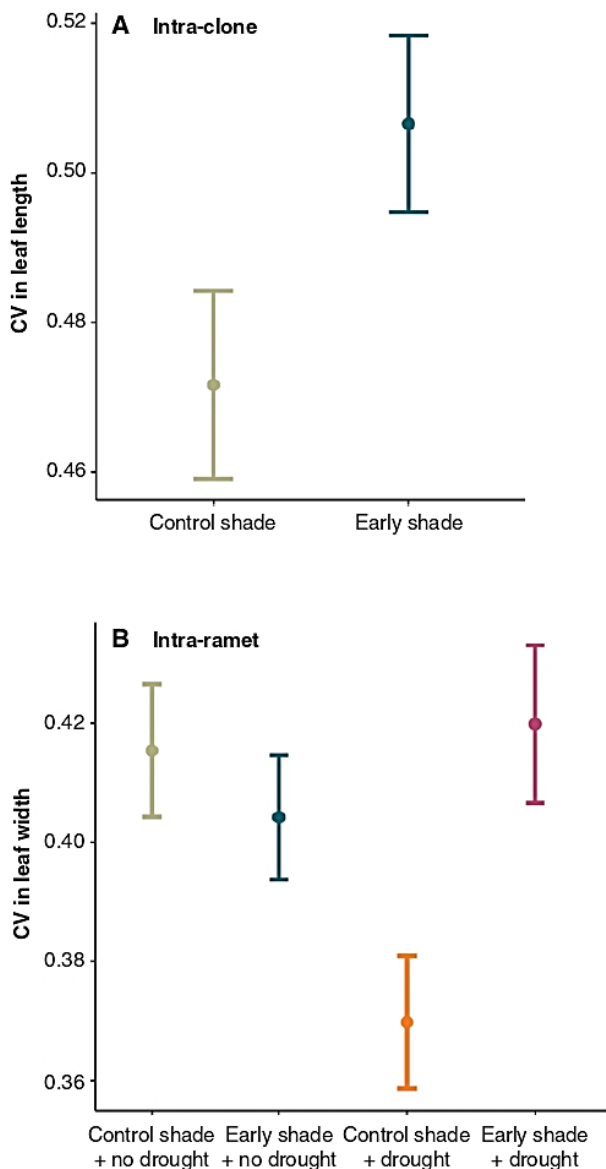 A Intra-clone
0.52
0.50
0.48
0.46
CV in leaf length
Control shade
Early shade
B Intra-ramet
0.42
0.40
0.38
0.36
CV in leaf width
Control shade
+ no drought
Early shade
+ no drought
Control shade
+ drought
Early shade
+ drought